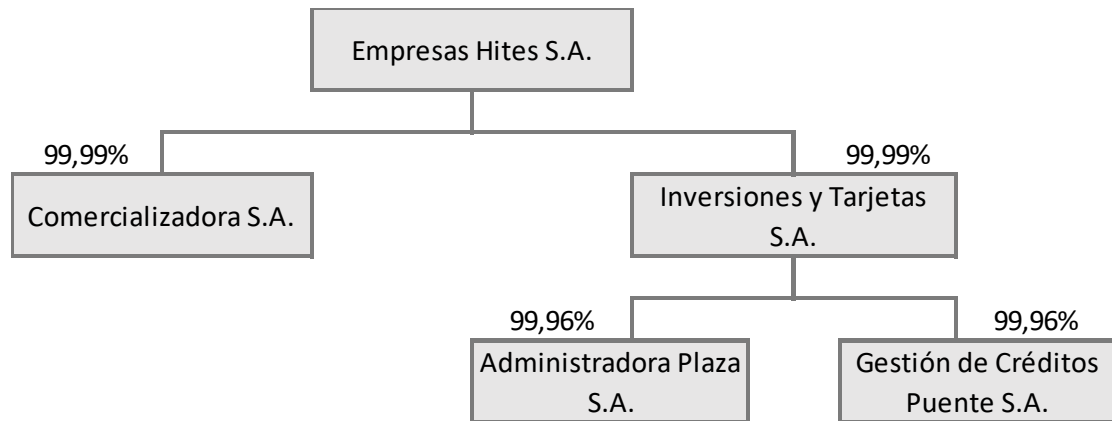 Empresas Hites S.A.
99,99%
99,99%
Comercializadora S.A.
Inversiones y Tarjetas
S.A.
99,96%
99,96%
Administradora Plaza
S.A.
Gestión de Créditos
Puente S.A.